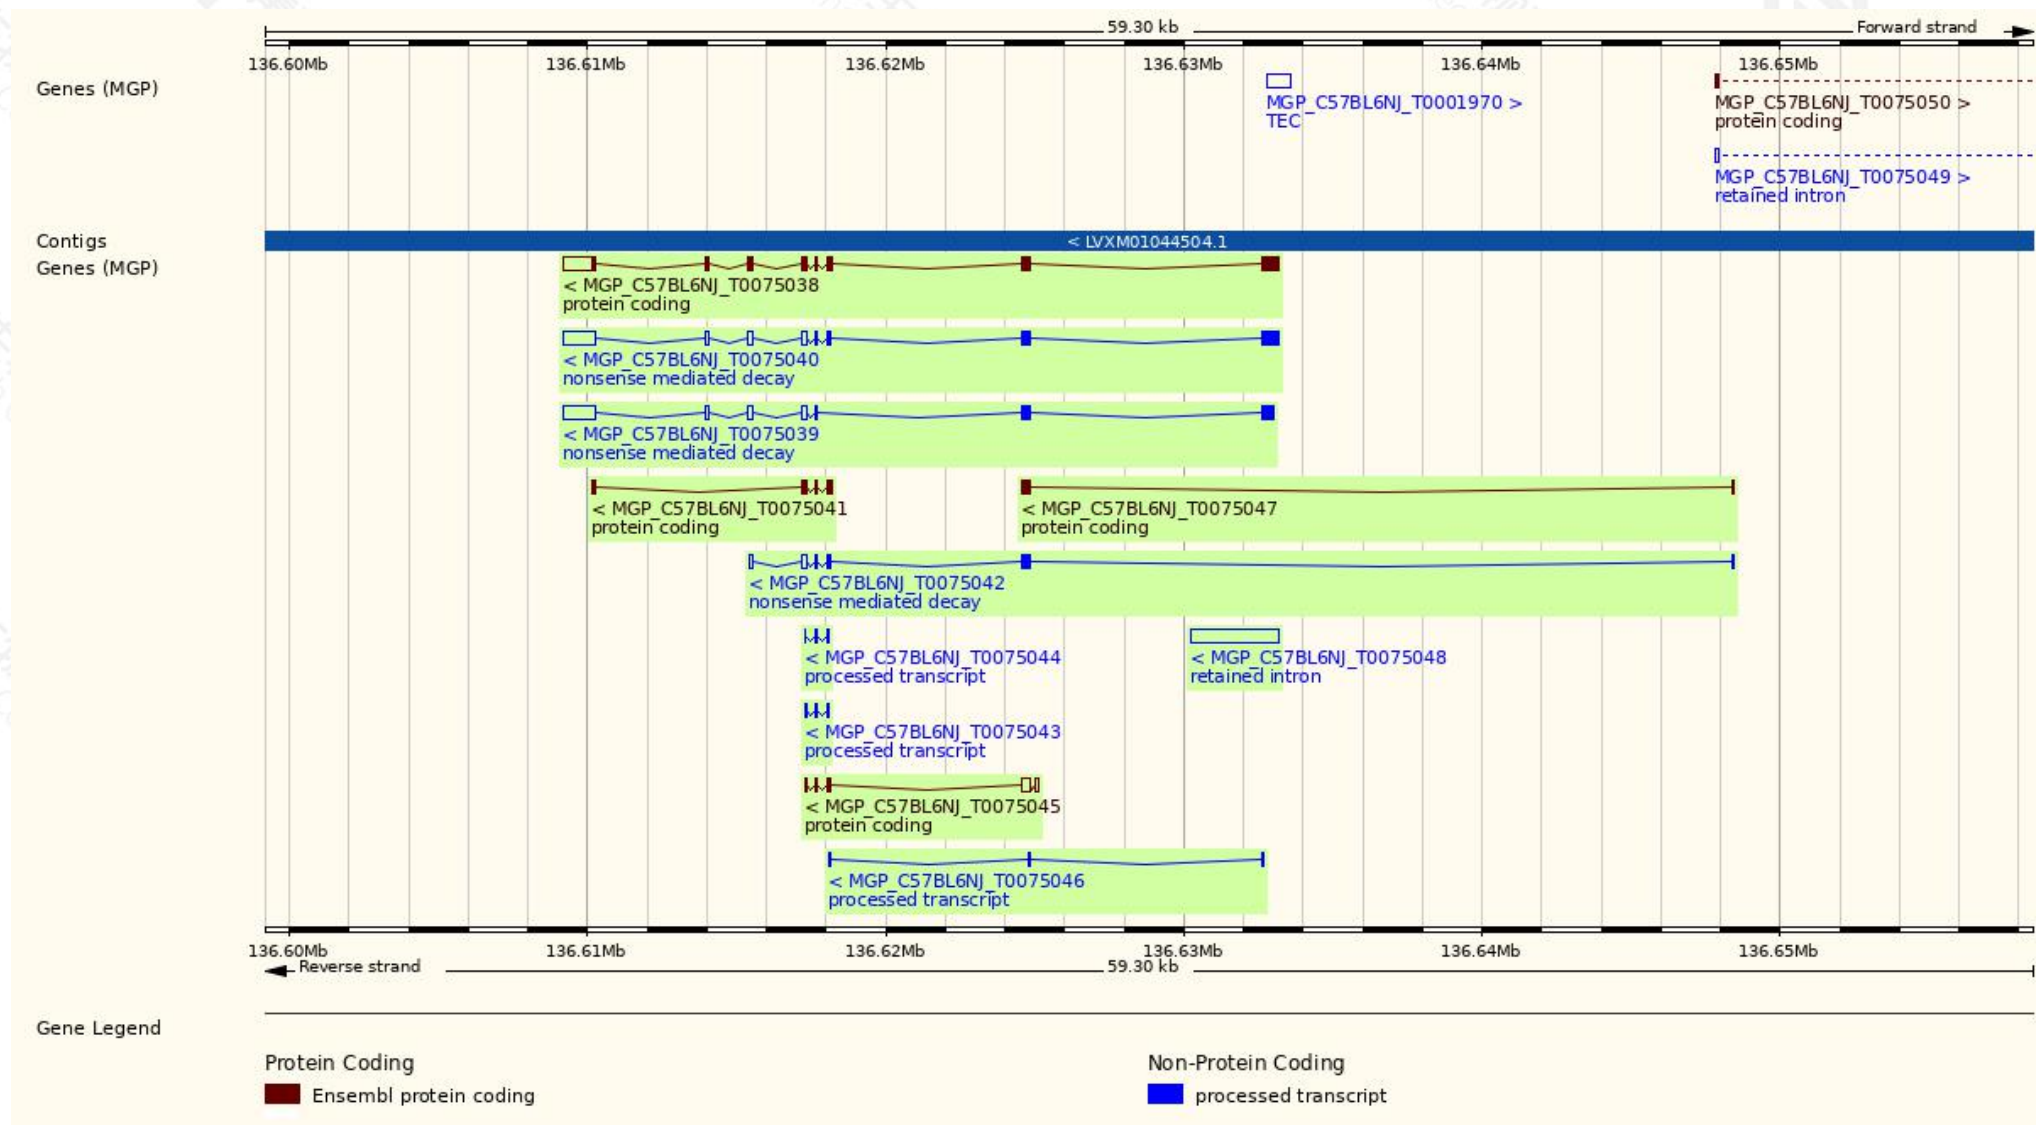 59.30 kb
Forward strand
136.60Mb 136.61Mb 136.62Mb 136.63Mb 136.64Mb 136.65Mb
Genes (MGP)
MGP_C57BL6NJ_T0001970 >
TEC
MGP_C57BL6NJ_T0075050 >
protein coding
MGP_C57BL6NJ_T0075049 >
retained intron
Contigs
< LVXM01044504.1
Genes (MGP)
< MGP_C57BL6NJ_T0075038
protein coding
< MGP_C57BL6NJ_T0075040
nonsense mediated decay
< MGP_C57BL6NJ_T0075039
nonsense mediated decay
< MGP_C57BL6NJ_T0075041
protein coding
< MGP_C57BL6NJ_T0075047
protein coding
< MGP_C57BL6NJ_T0075042
nonsense mediated decay
< MGP_C57BL6NJ_T0075044
processed transcript
< MGP_C57BL6NJ_T0075048
retained intron
< MGP_C57BL6NJ_T0075043
processed transcript
< MGP_C57BL6NJ_T0075045
protein coding
< MGP_C57BL6NJ_T0075046
processed transcript
136.60Mb 136.61Mb 136.62Mb 136.63Mb 136.64Mb 136.65Mb
Reverse strand
59.30 kb
Gene Legend
Protein Coding
Ensembl protein coding
Non-Protein Coding
processed transcript